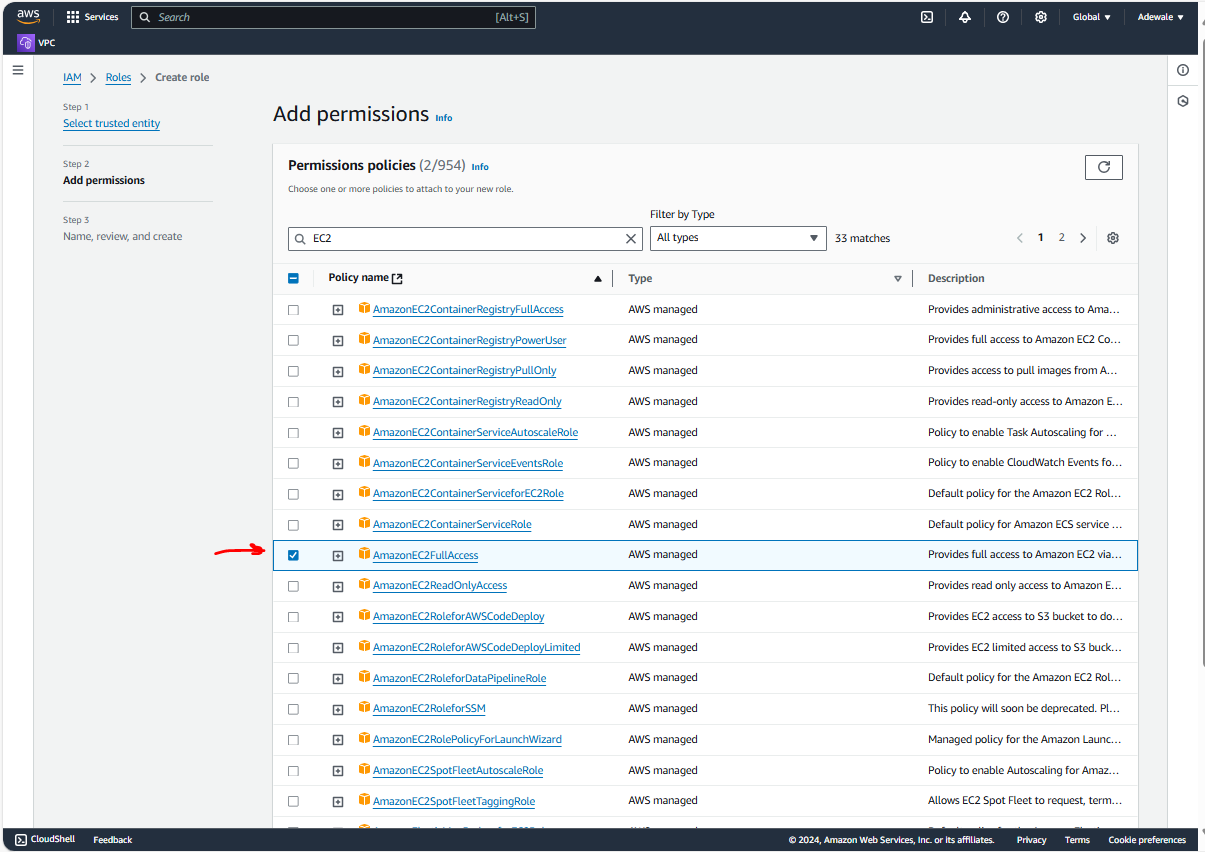 aws Services Search [Alt+S] Global Adewale
VPC
IAM Roles Create role
Step 1
Select trusted entity
Step 2
Add permissions
Step 3
Name, review, and create
Add permissions Info
Permissions policies (2/954) Info
Choose one or more policies to attach to your new role.
Filter by Type
EC2 All types 33 matches 1 2
Policy name Type Description
AmazonEC2ContainerRegistryFullAccess AWS managed Provides administrative access to Ama...
AmazonEC2ContainerRegistryPowerUser AWS managed Provides full access to Amazon EC2 Co...
AmazonEC2ContainerRegistryPullOnly AWS managed Provides access to pull images from A...
AmazonEC2ContainerRegistryReadOnly AWS managed Provides read-only access to Amazon E...
AmazonEC2ContainerServiceAutoscaleRole AWS managed Policy to enable Task Autoscaling for ...
AmazonEC2ContainerServiceEventsRole AWS managed Policy to enable CloudWatch Events fo...
AmazonEC2ContainerServiceforEC2Role AWS managed Default policy for the Amazon EC2 Rol...
AmazonEC2ContainerServiceRole AWS managed Default policy for Amazon ECS service ...
AmazonEC2FullAccess AWS managed Provides full access to Amazon EC2 via...
AmazonEC2ReadOnlyAccess AWS managed Provides read only access to Amazon E...
AmazonEC2RoleforAWSCodeDeploy AWS managed Provides EC2 access to S3 bucket to do...
AmazonEC2RoleforAWSCodeDeployLimited AWS managed Provides EC2 limited access to S3 buck...
AmazonEC2RoleforDataPipelineRole AWS managed Default policy for the Amazon EC2 Rol...
AmazonEC2RoleforSSM AWS managed This policy will soon be deprecated. Pl...
AmazonEC2RolePolicyForLaunchWizard AWS managed Managed policy for the Amazon Launc...
AmazonEC2SpotFleetAutoscaleRole AWS managed Policy to enable Autoscaling for Amaz...
AmazonEC2SpotFleetTaggingRole AWS managed Allows EC2 Spot Fleet to request, term...
CloudShell Feedback © 2024, Amazon Web Services, Inc. or its affiliates. Privacy Terms Cookie preferences